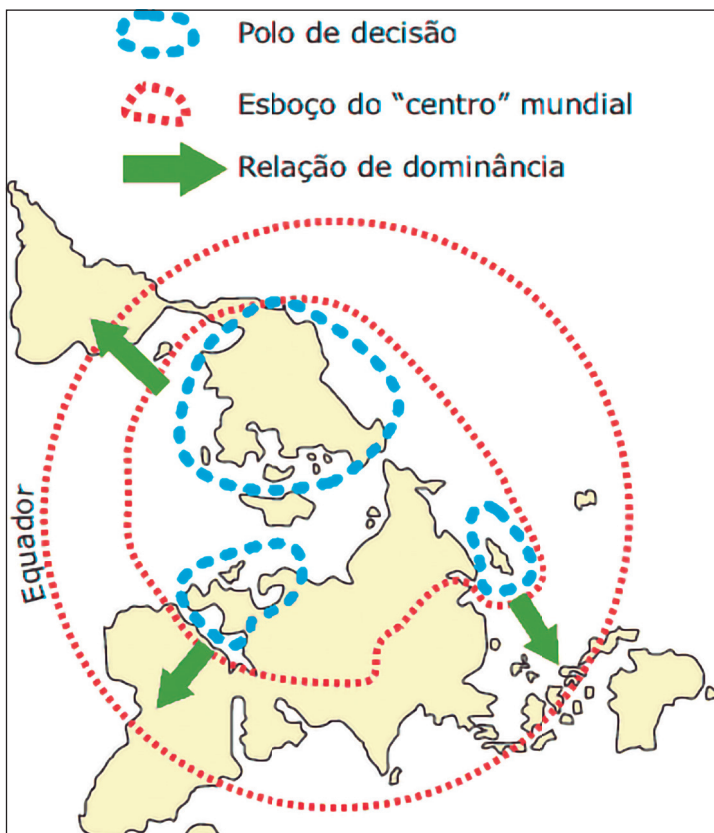 Polo de decisão
Esboço do “centro” mundial
Relação de dominância
Equador